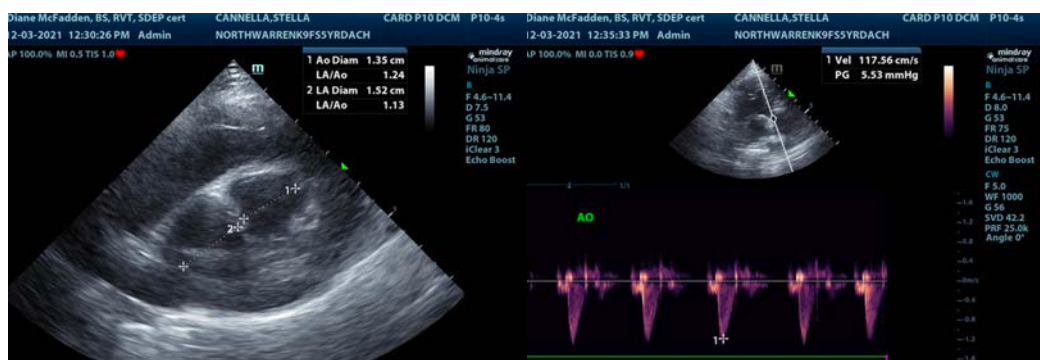 Diane McFadden, BS, RVT, SDEP cert CANNELLA,STELLA CARD P10 DCM P10-4s
12-03-2021 12:30:26 PM Admin NORTHWARRENK9FS5YRDACH
AP 100.0% MI 0.5 TIS 1.0
m
1 Ao Diam 1.35 cm
LA/Ao 1.24
2 LA Diam 1.52 cm
LA/Ao 1.13
mindray
animalcare
Ninja SP
B
F 4.6~11.4
D 7.5
G 53
FR 80
DR 120
iClear 3
Echo Boost
1
2
Diane McFadden, BS, RVT, SDEP cert CANNELLA,STELLA CARD P10 DCM P10-4s
12-03-2021 12:35:33 PM Admin NORTHWARRENK9FS5YRDACH
AP 100.0% MI 0.0 TIS 0.9
m
1 Vel 117.56 cm/s
PG 5.53 mmHg
mindray
animalcare
Ninja SP
B
F 4.6~11.4
D 8.0
G 53
FR 75
DR 120
iClear 3
Echo Boost
CW
F 5.0
WF 1000
G 56
SVD 42.2
PRF 25.0k
Angle 0°
AO
1